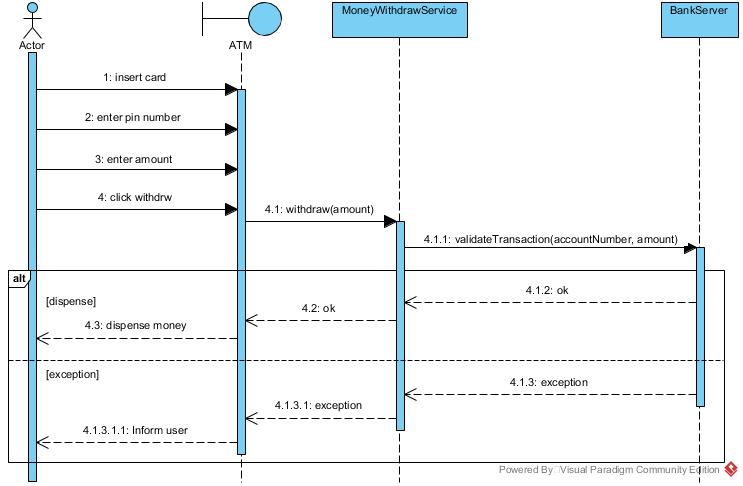 MoneyWithdrawService
BankServer
Actor
ATM
1: insert card
2: enter pin number
3: enter amount
4: click withdrw
4.1: withdraw(amount)
4.1.1: validateTransaction(accountNumber, amount)
alt
4.1.2: ok
[dispense]
4.2: ok
4.3: dispense money
[exception]
4.1.3: exception
4.1.3.1: exception
4.1.3.1.1: Inform user
Powered By Visual Paradigm Community Edition